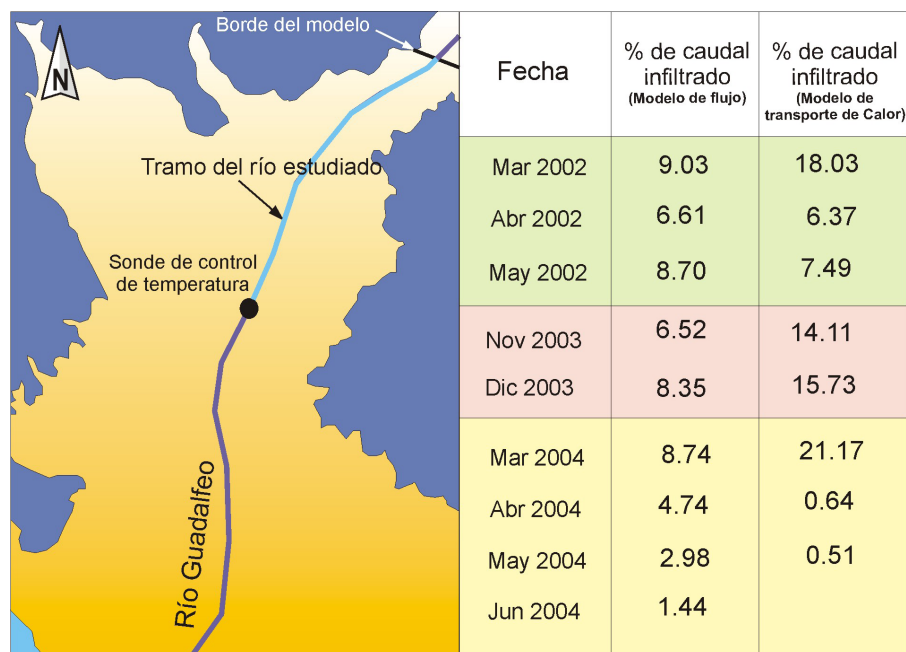 Borde del modelo
N
Tramo del río estudiado
Sonde de control
de temperatura
Río Guadalfeo
Fecha
% de caudal
infiltrado
(Modelo de flujo)
% de caudal
infiltrado
(Modelo de
transporte de Calor)
Mar 2002 9.03 18.03
Abr 2002 6.61 6.37
May 2002 8.70 7.49
Nov 2003 6.52 14.11
Dic 2003 8.35 15.73
Mar 2004 8.74 21.17
Abr 2004 4.74 0.64
May 2004 2.98 0.51
Jun 2004 1.44